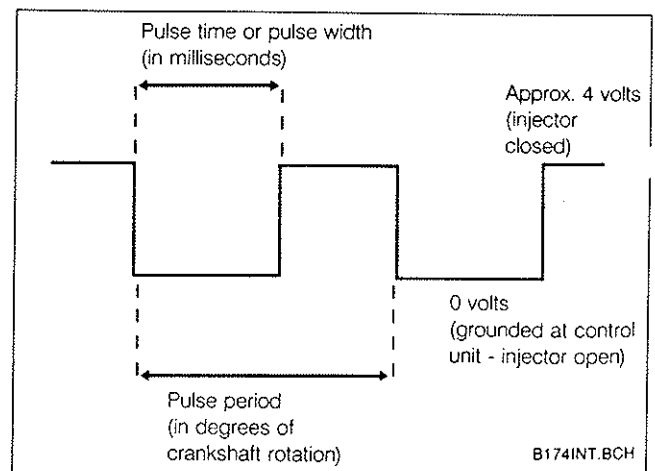 Pulse time or pulse width
(in milliseconds)
Approx. 4 volts
(injector
closed)
0 volts
(grounded at control
unit - injector open)
Pulse period
(in degrees of
crankshaft rotation)
B174INT.BCH